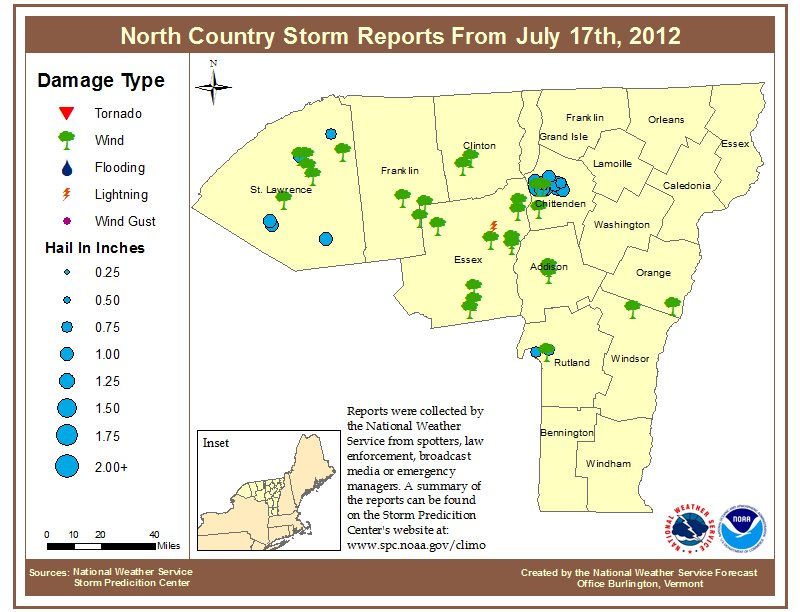 North Country Storm Reports From July 17th, 2012
Damage Type
Tornado
Wind
Flooding
Lightning
Wind Gust
Hail In Inches
0.25
0.50
0.75
1.00
1.25
1.50
1.75
2.00+
0 20 40
Miles
N
St. Lawrence
Franklin
Clinton
Essex
Grand Isle
Franklin
Orleans
Essex
Lamoille
Caledonia
Chittenden
Washington
Addison
Orange
Rutland
Windsor
Bennington
Windham
Inset
Reports were collected by
the National Weather
Service from spotters, law
enforcement, broadcast
media or emergency
managers. A summary of
the reports can be found
on the Storm Predicition
Center's website at:
www.spc.noaa.gov/climo
NATIONAL WEATHER SERVICE
NOAA
Sources: National Weather Service
Storm Predicition Center
Created by the National Weather Service Forecast
Office Burlington, Vermont